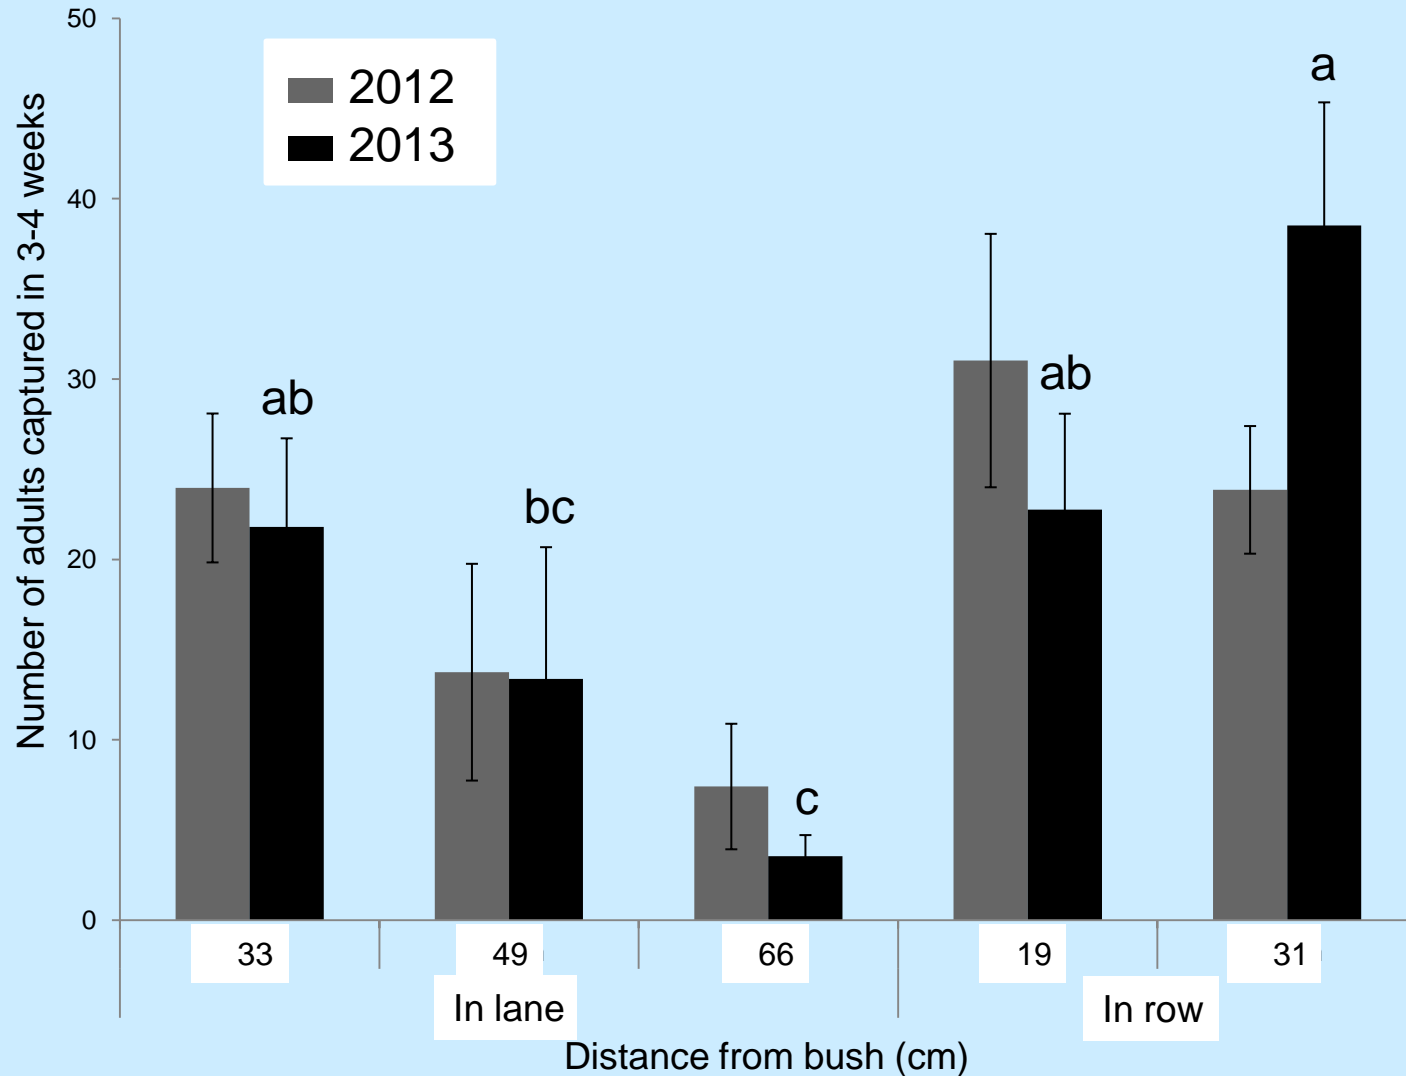 Number of adults captured in 3-4 weeks
50
40
30
20
10
0
2012
2013
ab
bc
c
ab
a
33 49 66 19 31
In lane In row
Distance from bush (cm)